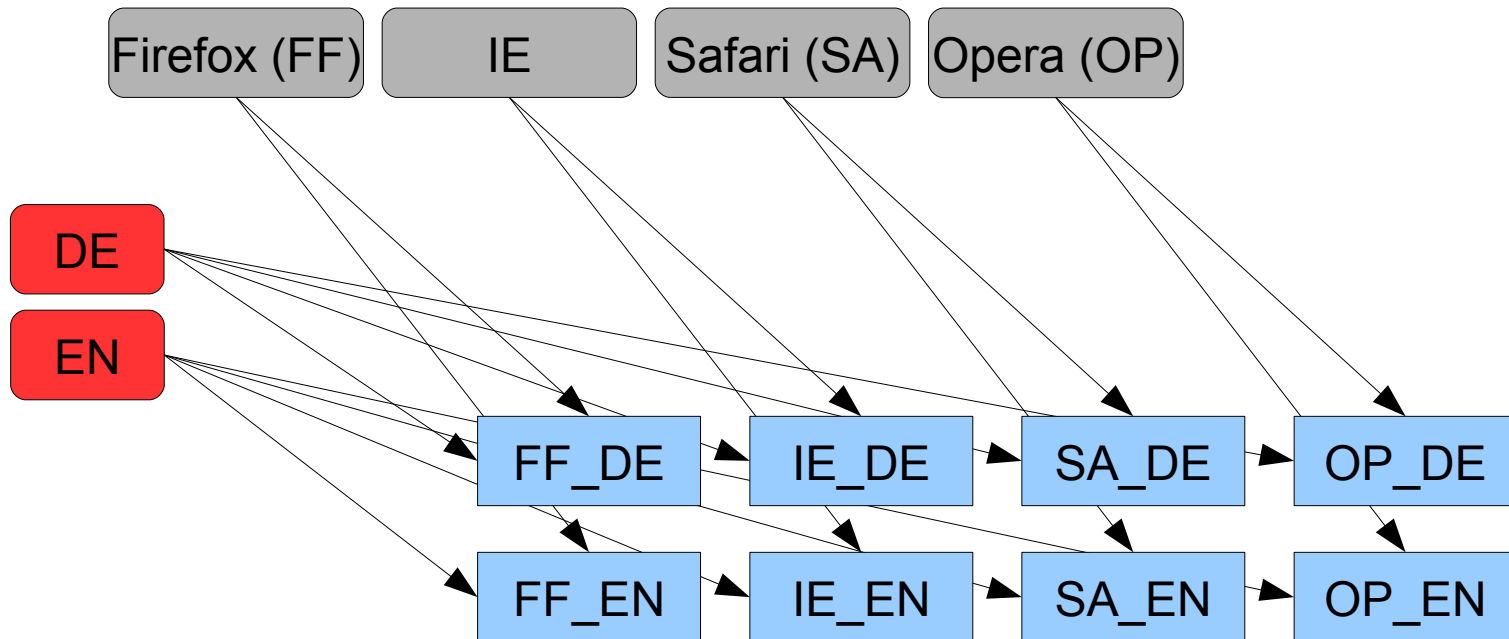 Firefox (FF)
IE
Safari (SA)
Opera (OP)
DE
EN
FF_DE
IE_DE
SA_DE
OP_DE
FF_EN
IE_EN
SA_EN
OP_EN